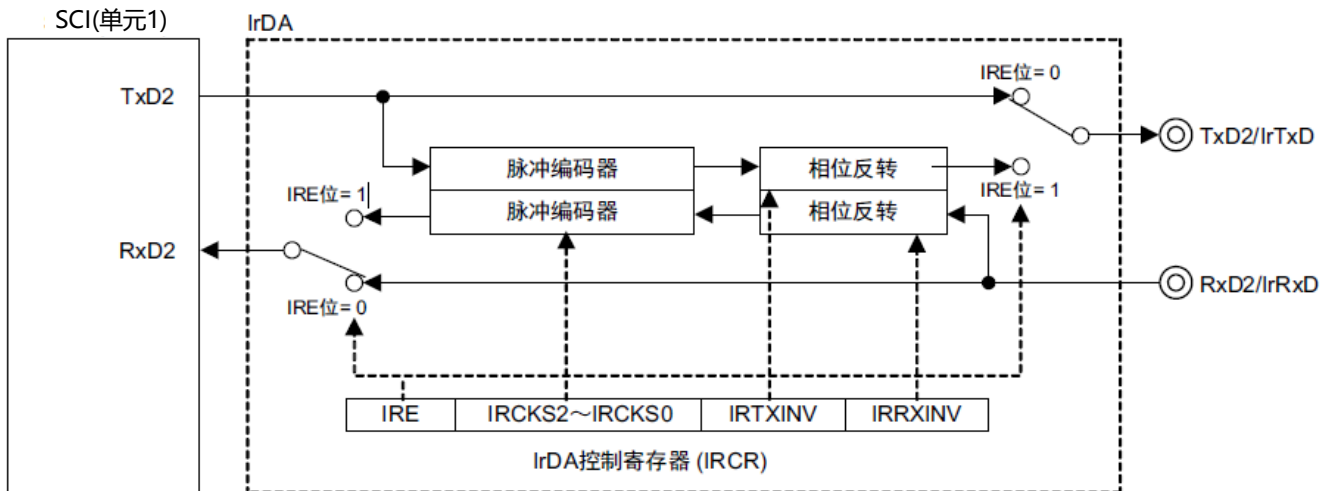 SCI(单元1)
IrDA
IRE位= 0
TxD2
TxD2/IrTxD
脉冲编码器
相位反转
IRE位= 1
IRE位= 1
脉冲编码器
相位反转
RxD2
RxD2/IrRxD
IRE位= 0
IRE
IRCKS2～IRCKS0
IRTXINV
IRRXINV
IrDA控制寄存器 (IRCR)